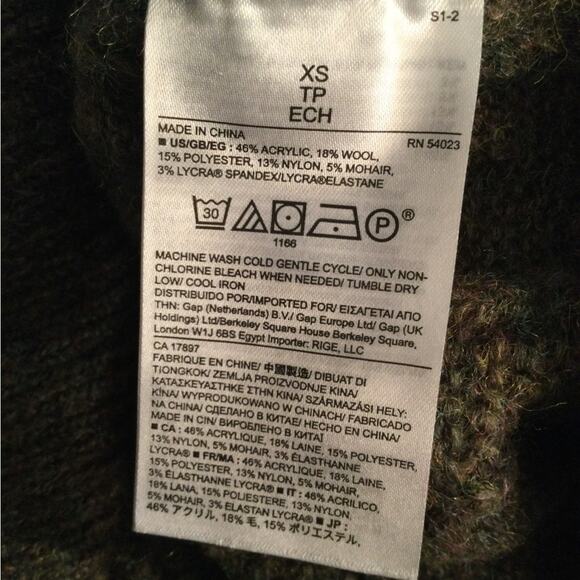 S1-2
XS
TP
ECH
MADE IN CHINA RN 54023
■ US/GB/EG : 46% ACRYLIC, 18% WOOL,
15% POLYESTER, 13% NYLON, 5% MOHAIR,
3% LYCRA® SPANDEX/LYCRA®ELASTANE
30 P ®
1166
MACHINE WASH COLD GENTLE CYCLE/ ONLY NON-
CHLORINE BLEACH WHEN NEEDED/ TUMBLE DRY
LOW/ COOL IRON
DISTRIBUIDO POR/IMPORTED FOR/ ΕΙΣΑΓΕΤΑΙ ΑΠΟ
THN: Gap (Netherlands) B.V./ Gap Europe Ltd/ Gap (UK
Holdings) Ltd/Berkeley Square House Berkeley Square,
London W1J 6BS Egypt Importer: RIGE, LLC
CA 17897
FABRIQUE EN CHINE/ 中國製造/ DIBUAT DI
TIONGKOK/ ZEMLJA PROIZVODNJE KINA/
ΚΑΤΑΣΚΕΥΑΣΤΗΚΕ ΣΤΗΝ ΚΙΝΑ/ SZÁRMAZÁSI HELY:
KÍNA/ WYPRODUKOWANO W CHINACH/ FABRICADO
NA CHINA/ СДЕЛАНО В КИТАЕ/ HECHO EN CHINA/
MADE IN CIN/ ВИРОБЛЕНО В КИТАЇ
■ CA : 46% ACRYLIQUE, 18% LAINE, 15% POLYESTER,
13% NYLON, 5% MOHAIR, 3% ÉLASTHANNE
LYCRA® ■ FR/MA : 46% ACRYLIQUE, 18% LAINE,
15% POLYESTER, 13% NYLON, 5% MOHAIR,
3% ÉLASTHANNE LYCRA® ■ IT : 46% ACRILICO,
18% LANA, 15% POLIESTERE, 13% NYLON,
5% MOHAIR, 3% ELASTAN LYCRA® ■ JP :
46% アクリル, 18% 毛, 15% ポリエステル,